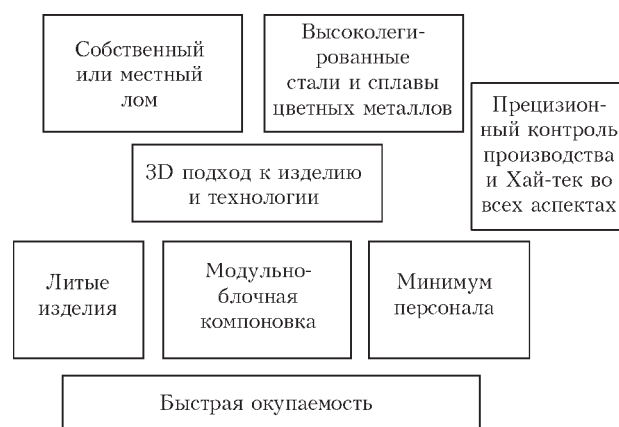 Собственный
или местный
лом
Высоколеги-
рованные
стали и сплавы
цветных металлов
Прецизион-
ный контроль
производства
и Хай-тек во
всех аспектах
3D подход к изделию
и технологии
Литые
изделия
Модульно-
блочная
компоновка
Минимум
персонала
Быстрая окупаемость